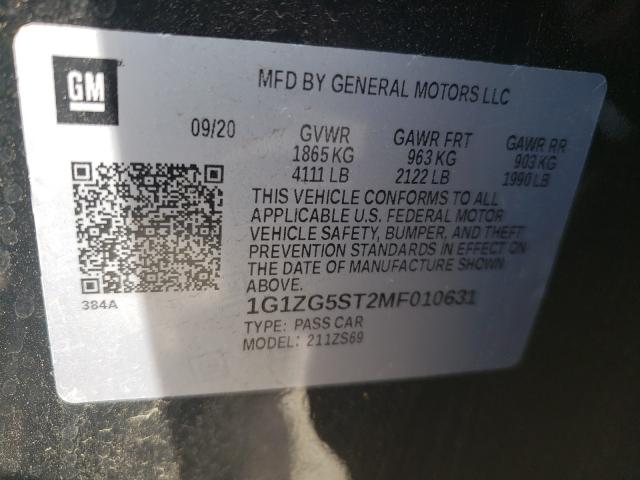 GM
MFD BY GENERAL MOTORS LLC
09/20 GVWR GAWR FRT GAWR RR
1865 KG 963 KG 903 KG
4111 LB 2122 LB 1990 LB
THIS VEHICLE CONFORMS TO ALL
APPLICABLE U.S. FEDERAL MOTOR
VEHICLE SAFETY, BUMPER, AND THEFT
PREVENTION STANDARDS IN EFFECT ON
THE DATE OF MANUFACTURE SHOWN
ABOVE.
384A
1G1ZG5ST2MF010631
TYPE: PASS CAR
MODEL: 211ZS69